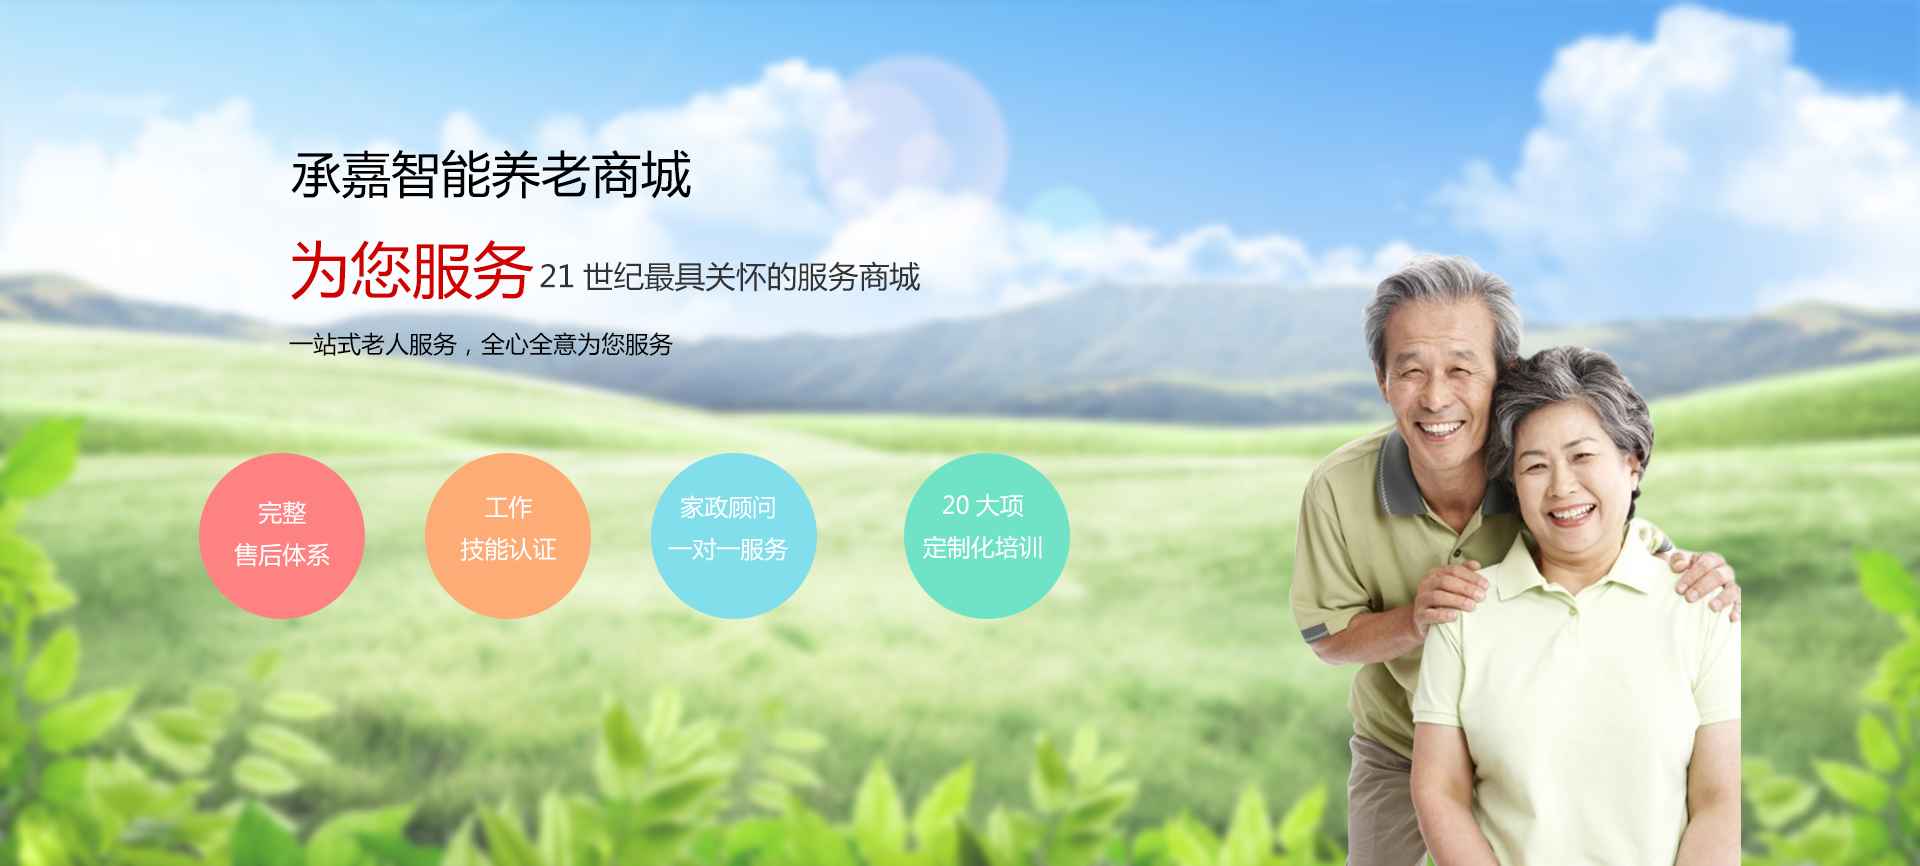 承嘉智能养老商城
为您服务 21 世纪最具关怀的服务商城
一站式老人服务，全心全意为您服务
完整
售后体系
工作
技能认证
家政顾问
一对一服务
20 大项
定制化培训